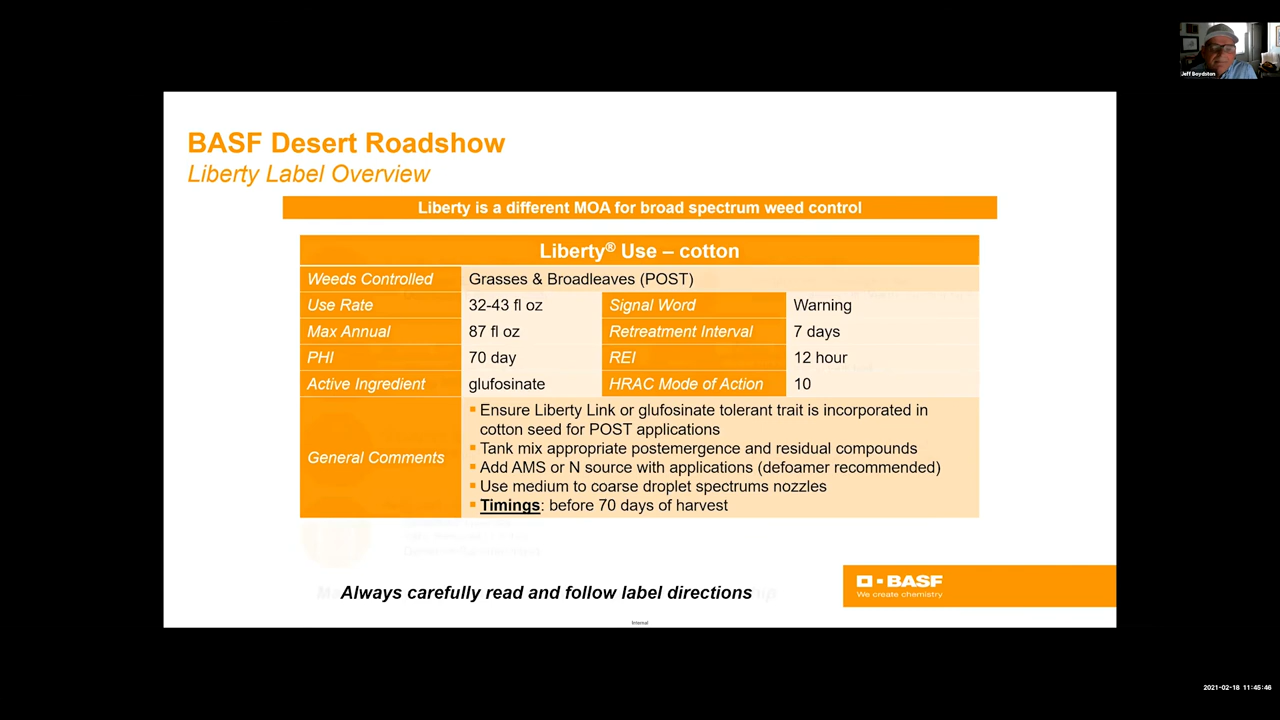 Jeff Boydston
BASF Desert Roadshow
Liberty Label Overview
Liberty is a different MOA for broad spectrum weed control
Liberty® Use – cotton
Weeds Controlled Grasses & Broadleaves (POST)
Use Rate 32-43 fl oz Signal Word Warning
Max Annual 87 fl oz Retreatment Interval 7 days
PHI 70 day REI 12 hour
Active Ingredient glufosinate HRAC Mode of Action 10
General Comments
Ensure Liberty Link or glufosinate tolerant trait is incorporated in
cotton seed for POST applications
Tank mix appropriate postemergence and residual compounds
Add AMS or N source with applications (defoamer recommended)
Use medium to coarse droplet spectrums nozzles
Timings: before 70 days of harvest
Always carefully read and follow label directions
BASF
We create chemistry
Internal
2021-02-18 11:45:46